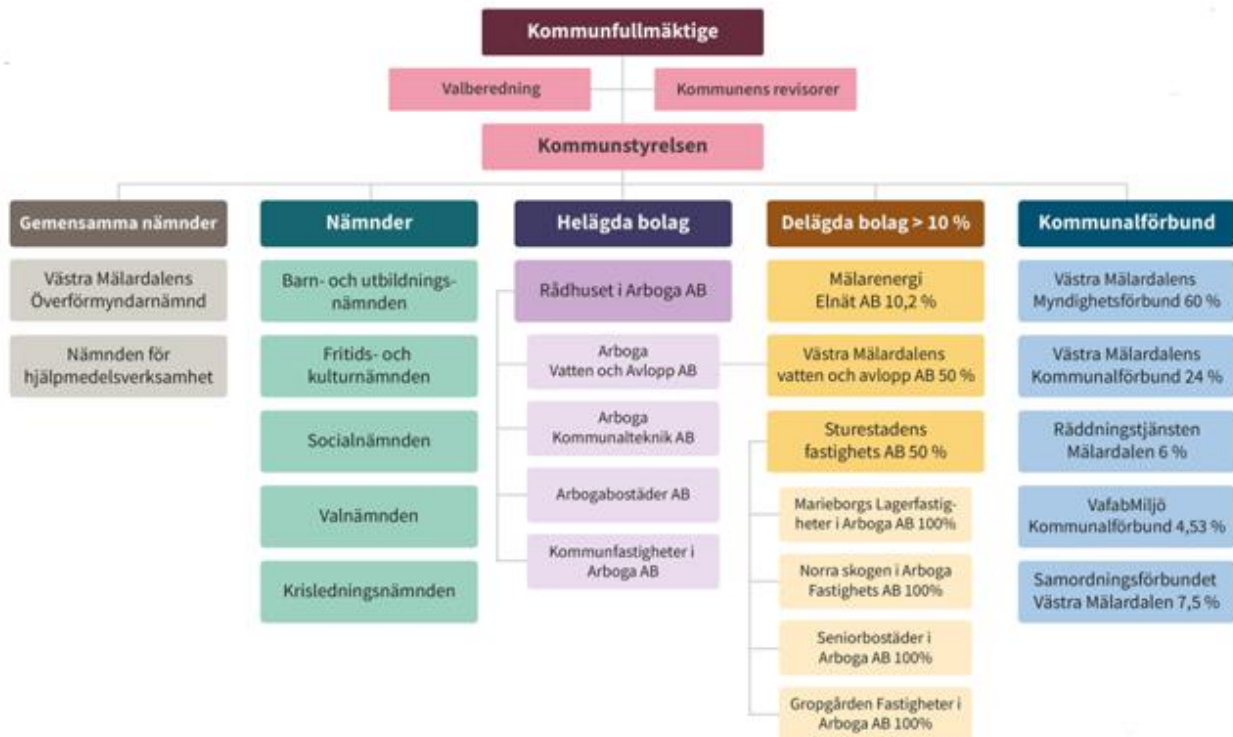 Kommunfullmäktige
Valberedning
Kommunens revisorer
Kommunstyrelsen
Gemensamma nämnder
Västra Mälardalens
Överförmyndarnämnd
Nämnden för
hjälpmedelsverksamhet
Nämnder
Barn- och utbildnings-
nämnden
Fritids- och
kulturnämnden
Socialnämnden
Valnämnden
Krisledningsnämnden
Helägda bolag
Rådhuset i Arboga AB
Arboga
Vatten och Avlopp AB
Arboga
Kommunalteknik AB
Arbogabostäder AB
Kommunfastigheter i
Arboga AB
Delägda bolag > 10 %
Mälarenergi
Elnät AB 10,2 %
Västra Mälardalens
vatten och avlopp AB 50 %
Sturestadens
fastighets AB 50 %
Marieborgs Lagerfastig-
heter i Arboga AB 100%
Norra skogen i Arboga
Fastighets AB 100%
Seniorbostäder i
Arboga AB 100%
Gropgården Fastigheter i
Arboga AB 100%
Kommunalförbund
Västra Mälardalens
Myndighetsförbund 60 %
Västra Mälardalens
Kommunalförbund 24 %
Räddningstjänsten
Mälardalen 6 %
VafabMiljö
Kommunalförbund 4,53 %
Samordningsförbundet
Västra Mälardalen 7,5 %